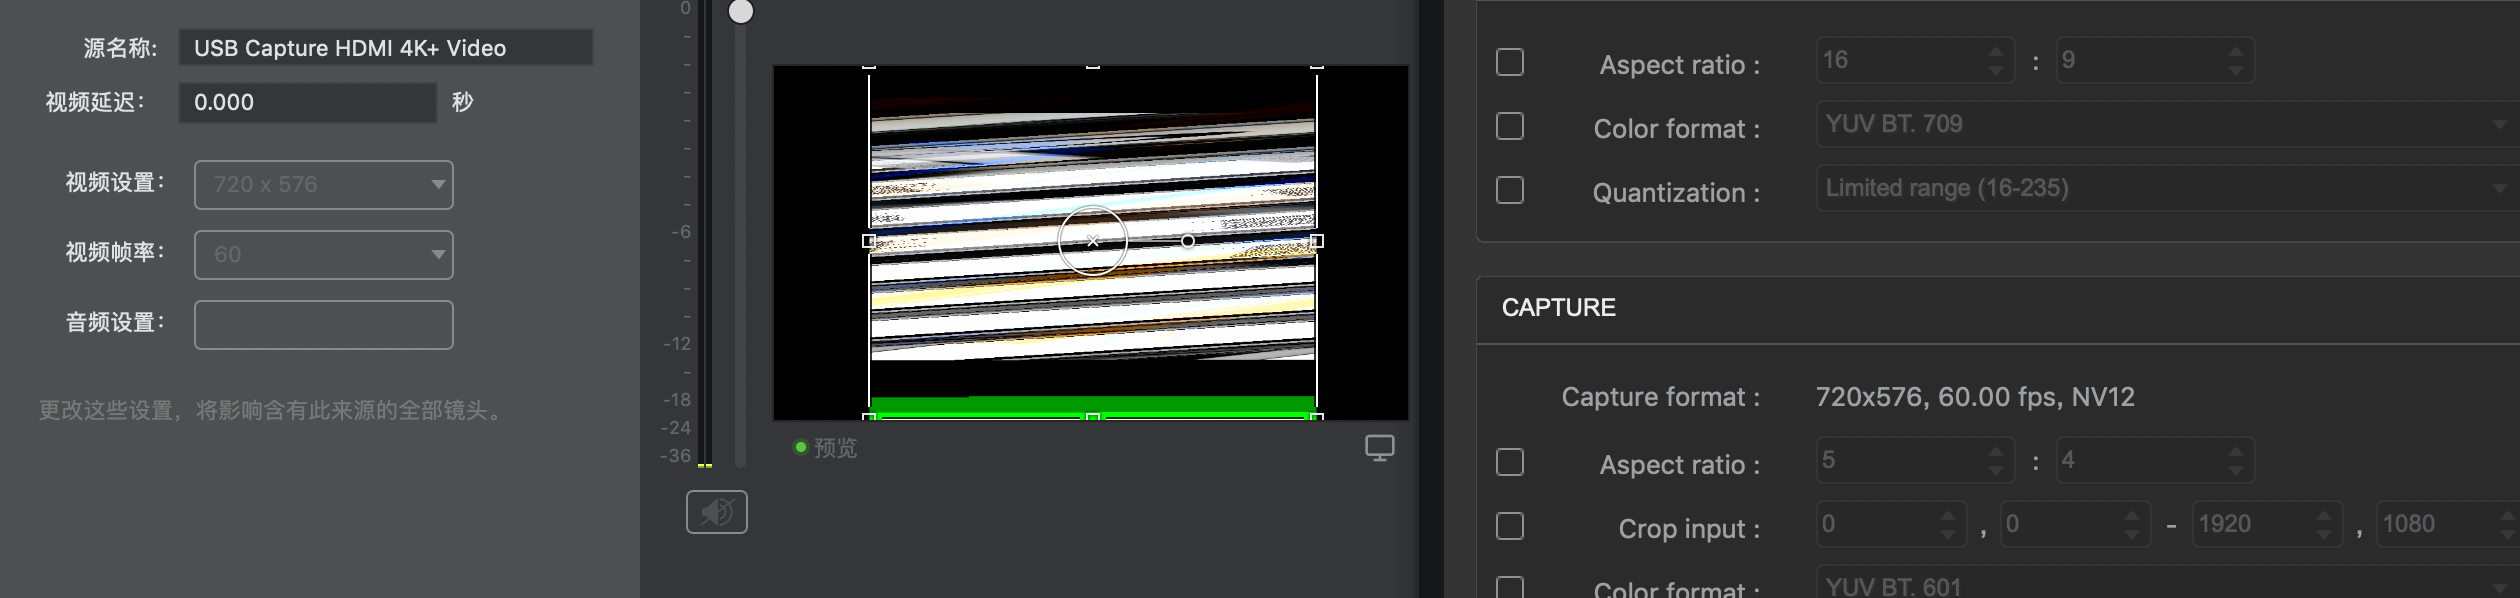 源名称: USB Capture HDMI 4K+ Video
视频延迟: 0.000 秒
视频设置: 720 x 576
视频帧率: 60
音频设置:
更改这些设置，将影响含有此来源的全部镜头。
0
-
-
-
-6
-
-
-
-12
-
-18
-24
-36
预览
Aspect ratio : 16 : 9
Color format : YUV BT. 709
Quantization : Limited range (16-235)
CAPTURE
Capture format : 720x576, 60.00 fps, NV12
Aspect ratio : 5 : 4
Crop input : 0 , 0 - 1920 , 1080
Color format : YUV BT. 601